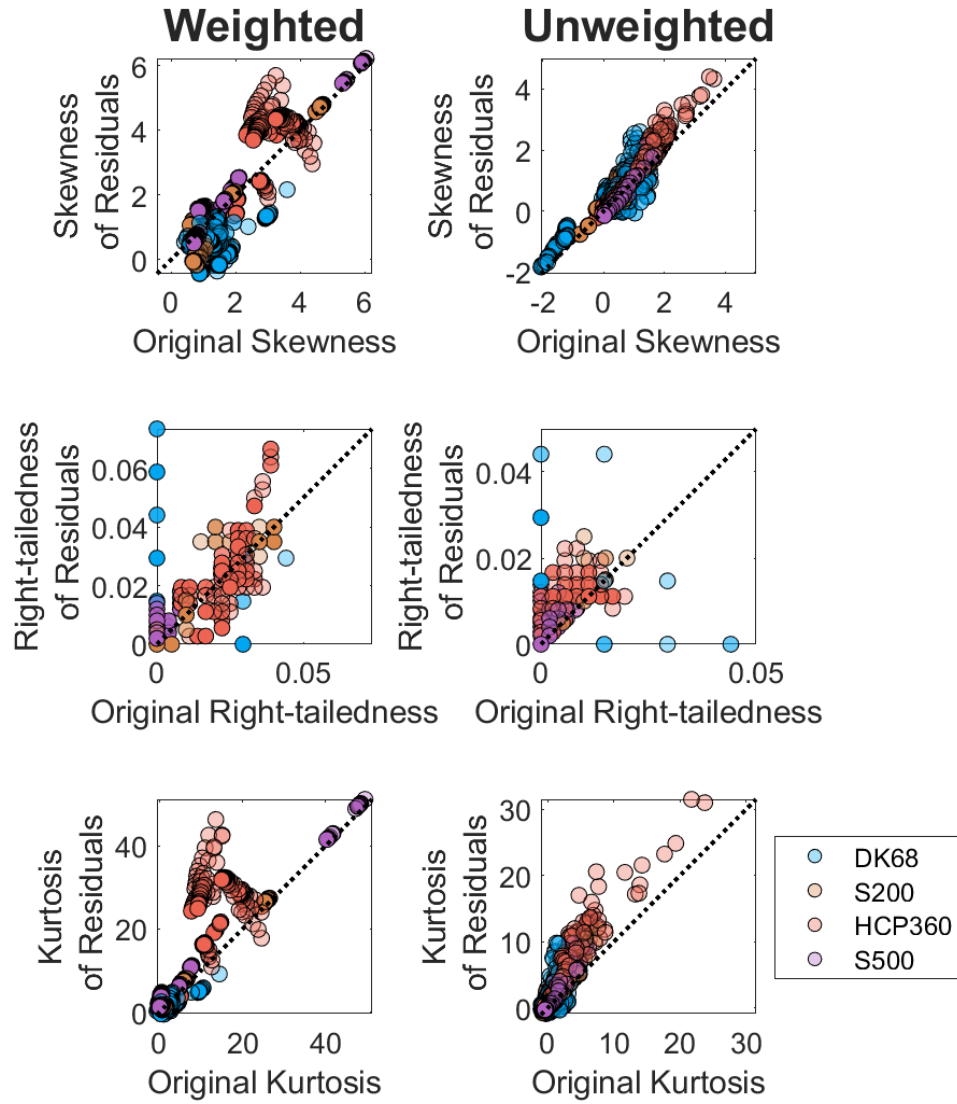 Weighted
Unweighted
Skewness
of Residuals
6
4
2
0
0 2 4 6
Original Skewness
Skewness
of Residuals
4
2
0
-2
-2 0 2 4
Original Skewness
Right-tailedness
of Residuals
0.06
0.04
0.02
0
0 0.05
Original Right-tailedness
Right-tailedness
of Residuals
0.04
0.02
0
0 0.05
Original Right-tailedness
Kurtosis
of Residuals
40
20
0
0 20 40
Original Kurtosis
Kurtosis
of Residuals
30
20
10
0
0 10 20 30
Original Kurtosis
DK68
S200
HCP360
S500